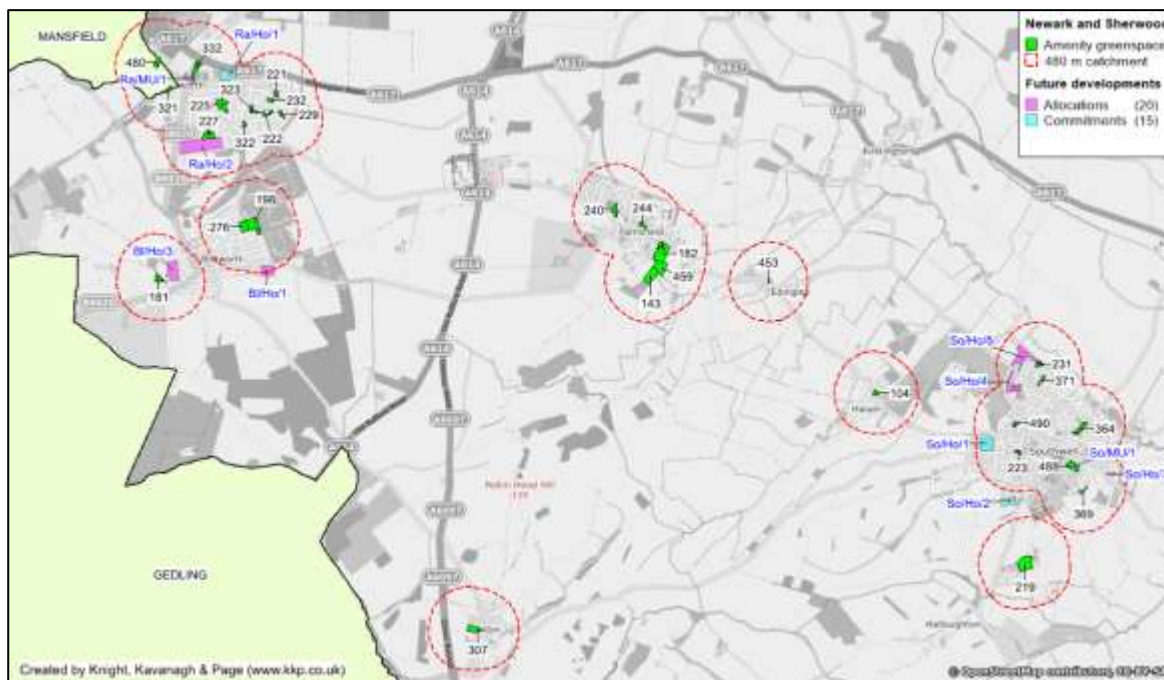 MANSFIELD
Newark and Sherwood
Amenity greenspace
480 m catchment
Future developments
Allocations (20)
Commitments (15)
332
Ra/Ho/1
480
Ra/MU/1
323
221
321
225
232
227
229
322
222
Ra/Ho/2
196
276
Bl/Ho/3
181
Bl/Ho/1
240
244
182
459
143
453
104
So/Ho/5
231
So/Ho/4
371
490
364
So/Ho/1
Southwell
So/MU/1
223
488
So/Ho/2
369
219
Halloughton
307
GEDLING
Created by Knight, Kavanagh & Page (www.kkp.co.uk)
© OpenStreetMap contributors,